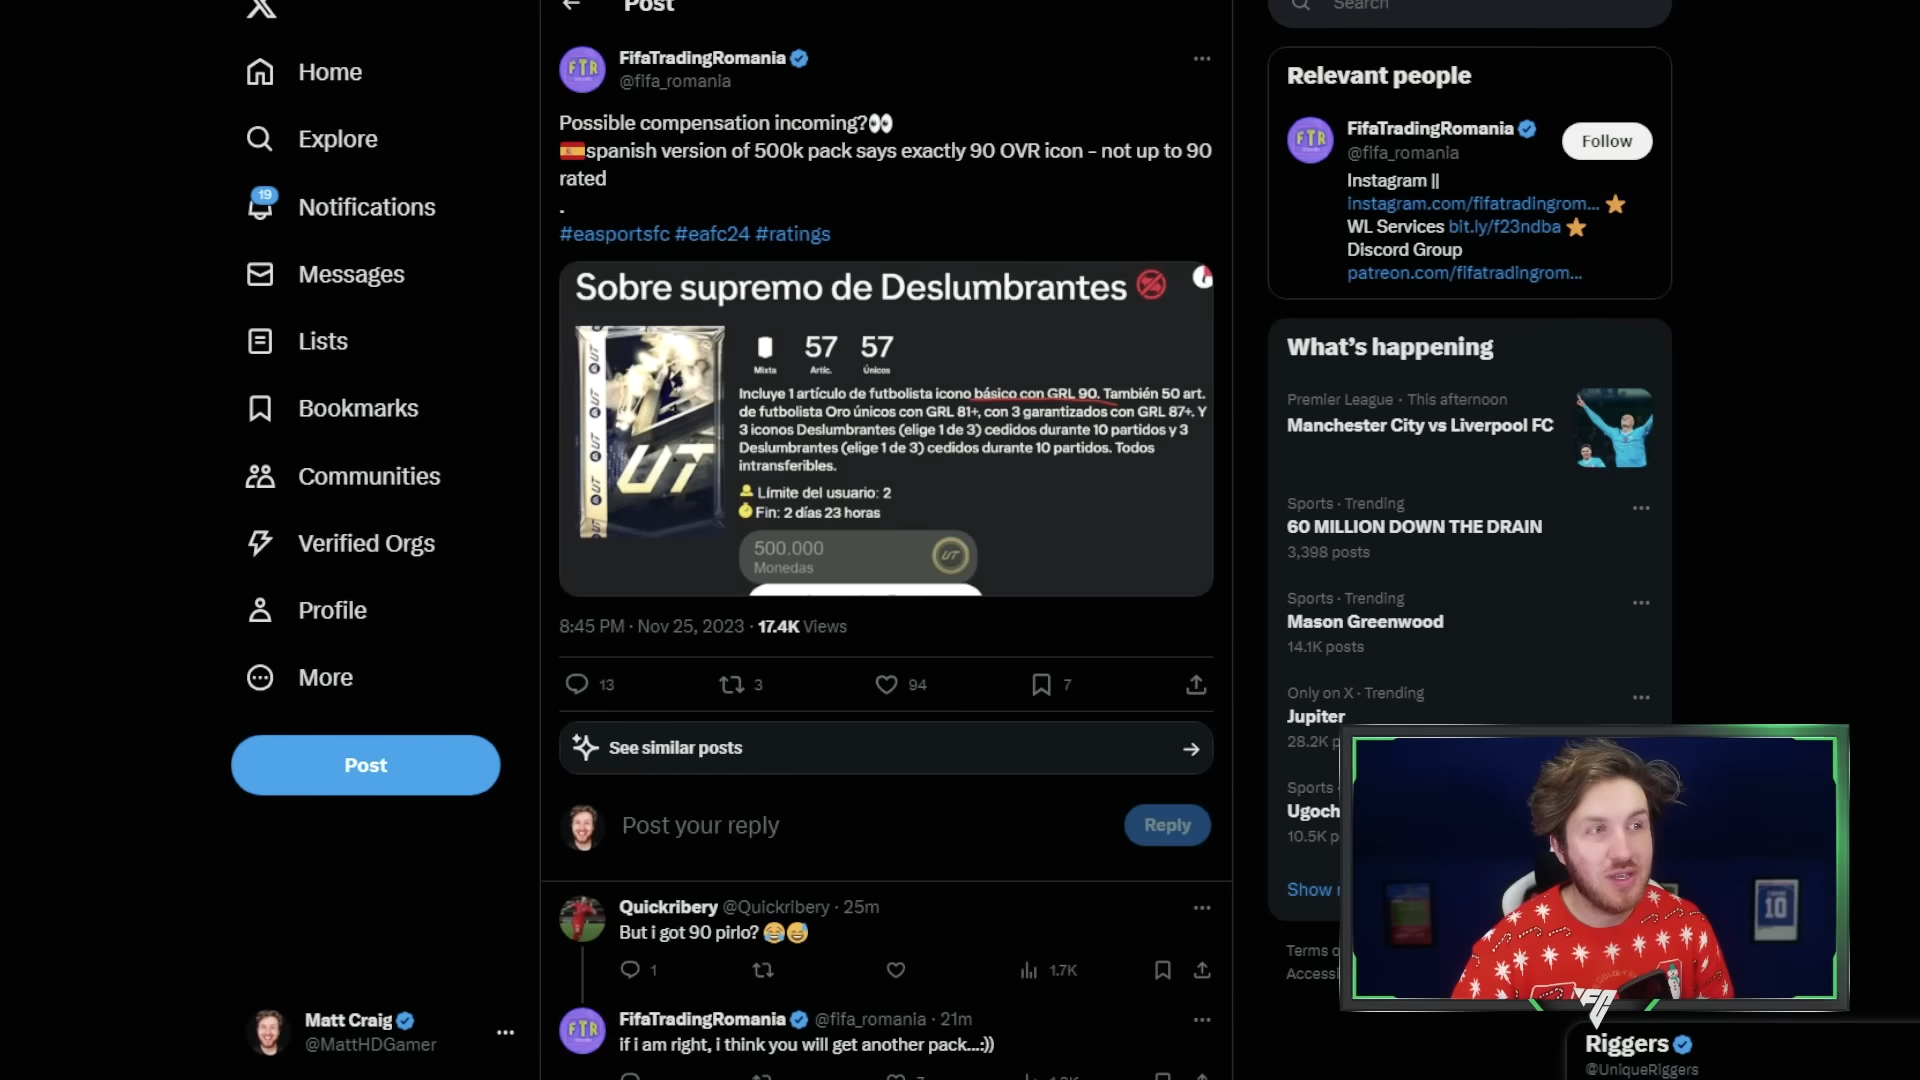 Home
Explore
19
Notifications
Messages
Lists
Bookmarks
Communities
Verified Orgs
Profile
More
Post
Matt Craig
@MattHDGamer
Post
FTR
FifaTradingRomania
@fifa_romania
Possible compensation incoming?👀
🇪🇸spanish version of 500k pack says exactly 90 OVR icon - not up to 90
rated
.
#easportsfc #eafc24 #ratings
Sobre supremo de Deslumbrantes
UT
57 57
Mixta Artíc. Únicos
Incluye 1 artículo de futbolista icono básico con GRL 90. También 50 art.
de futbolista Oro únicos con GRL 81+, con 3 garantizados con GRL 87+. Y
3 iconos Deslumbrantes (elige 1 de 3) cedidos durante 10 partidos y 3
Deslumbrantes (elige 1 de 3) cedidos durante 10 partidos. Todos
intransferibles.
Límite del usuario: 2
Fin: 2 días 23 horas
500.000
Monedas
UT
8:45 PM · Nov 25, 2023 · 17.4K Views
13 3 94 7
See similar posts
Post your reply
Reply
Quickribery @Quickribery · 25m
But i got 90 pirlo? 😂😅
1 1.7K
FTR
FifaTradingRomania @fifa_romania · 21m
if i am right, i think you will get another pack...:))
Search
Relevant people
FTR
FifaTradingRomania
@fifa_romania
Follow
Instagram ||
instagram.com/fifatradingrom... ⭐
WL Services bit.ly/f23ndba ⭐
Discord Group
patreon.com/fifatradingrom...
What's happening
Premier League · This afternoon
Manchester City vs Liverpool FC
Sports · Trending
60 MILLION DOWN THE DRAIN
3,398 posts
Sports · Trending
Mason Greenwood
14.1K posts
Only on X · Trending
Jupiter
28.2K p
Sports ·
Ugoch
10.5K p
Show
Terms
Accessi
10
Riggers
@UniqueRiggers